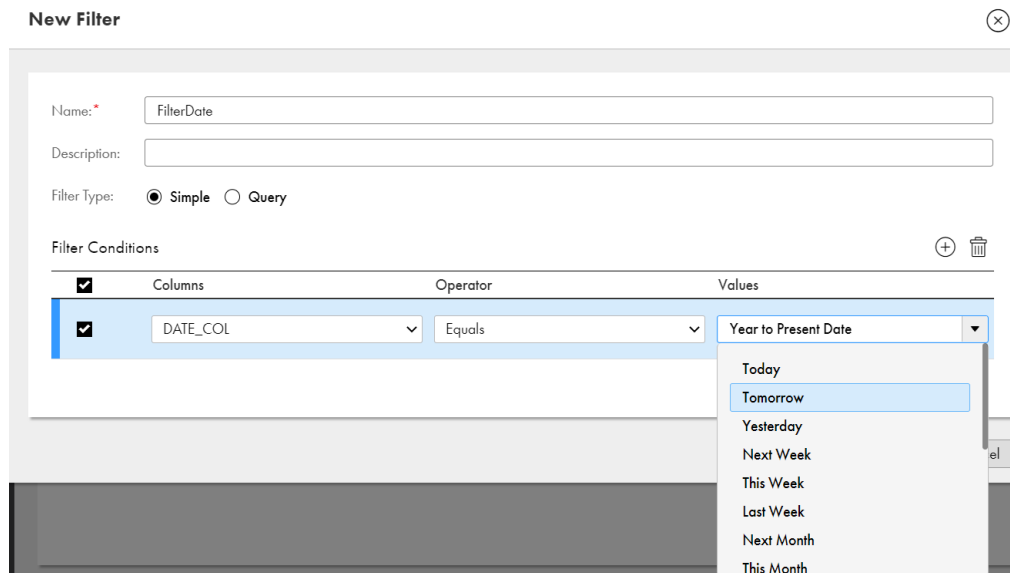 New Filter
Name:*
FilterDate
Description:
Filter Type:
Simple
Query
Filter Conditions
Columns
Operator
Values
DATE_COL
Equals
Year to Present Date
Today
Tomorrow
Yesterday
Next Week
This Week
Last Week
Next Month
This Month
el